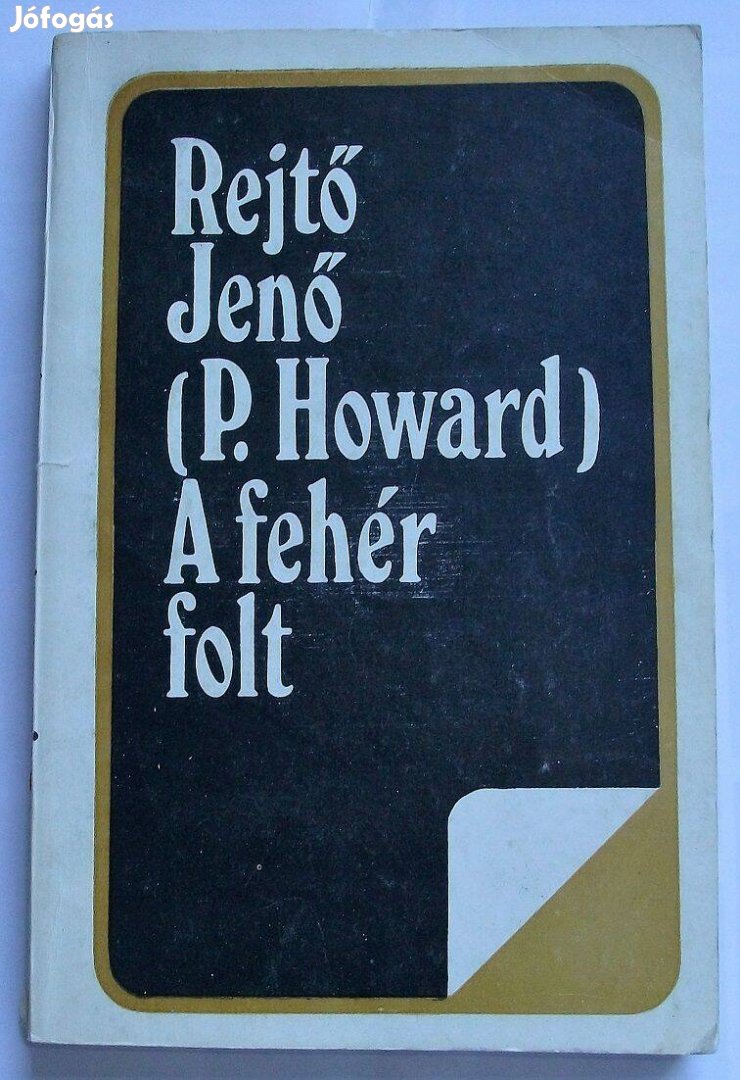 Jófogás
Rejtő
Jenő
(P. Howard)
A fehér
folt